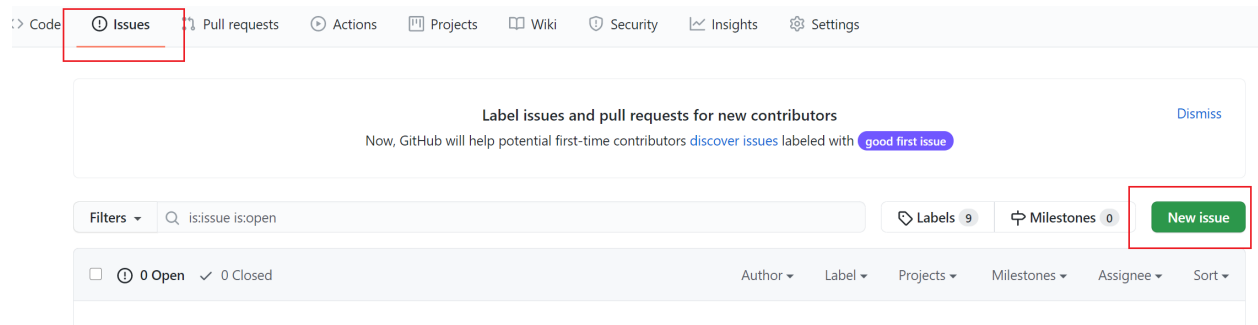 Code Issues Pull requests Actions Projects Wiki Security Insights Settings
Label issues and pull requests for new contributors
Dismiss
Now, GitHub will help potential first-time contributors discover issues labeled with good first issue
Filters is:issue is:open Labels 9 Milestones 0 New issue
0 Open 0 Closed Author Label Projects Milestones Assignee Sort